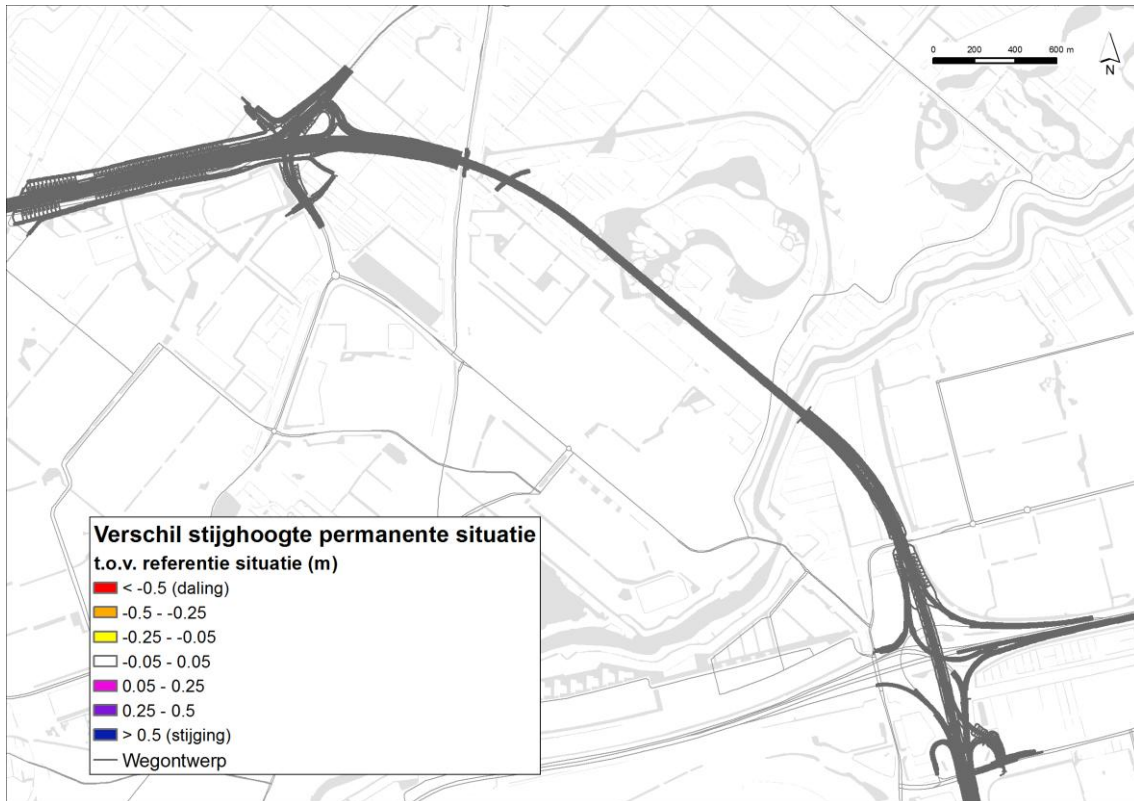 0 200 400 600 m
N
Verschil stijghoogte permanente situatie
t.o.v. referentie situatie (m)
< -0.5 (daling)
-0.5 - -0.25
-0.25 - -0.05
-0.05 - 0.05
0.05 - 0.25
0.25 - 0.5
> 0.5 (stijging)
Wegontwerp